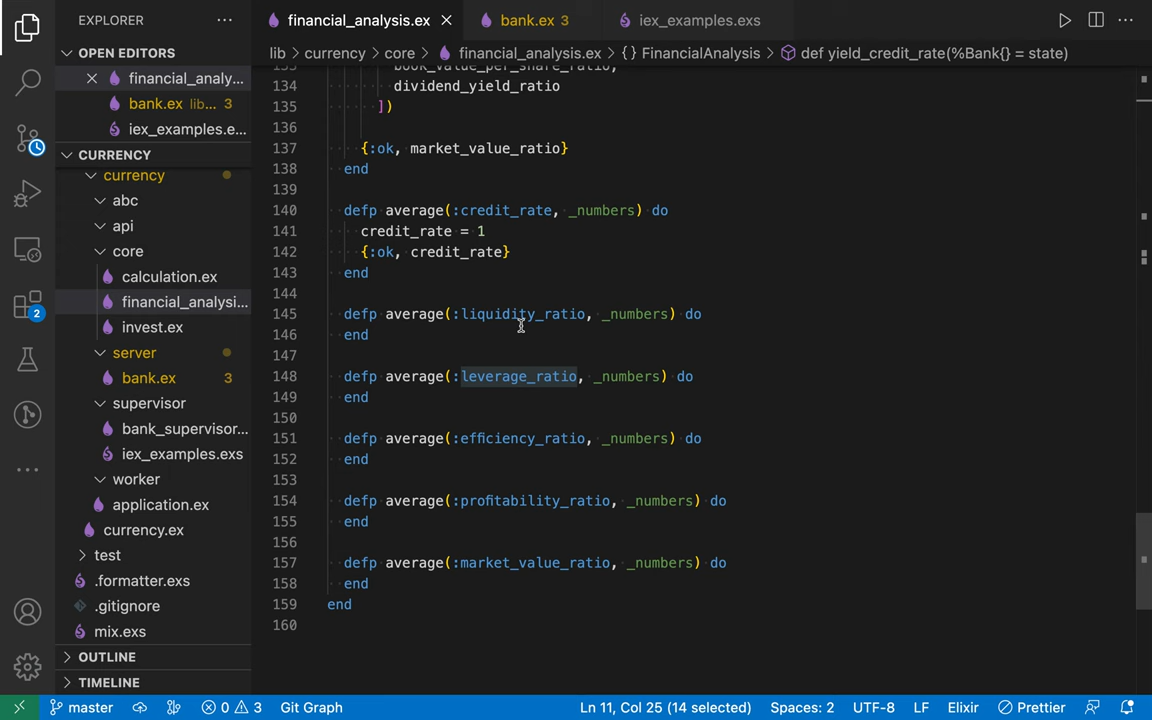 EXPLORER ···
financial_analysis.ex bank.ex 3 iex_examples.exs
OPEN EDITORS
lib > currency > core > financial_analysis.ex > {} FinancialAnalysis > def yield_credit_rate(%Bank{} = state)
financial_analy...
bank.ex lib... 3
iex_examples.e...
CURRENCY
currency
abc
api
core
calculation.ex
financial_analysi...
invest.ex
server
bank.ex 3
supervisor
bank_supervisor...
iex_examples.exs
worker
application.ex
currency.ex
test
.formatter.exs
.gitignore
mix.exs
OUTLINE
TIMELINE
2
133 book_value_per_share_ratio,
134 dividend_yield_ratio
135 ])
136
137 {:ok, market_value_ratio}
138 end
139
140 defp average(:credit_rate, _numbers) do
141 credit_rate = 1
142 {:ok, credit_rate}
143 end
144
145 defp average(:liquidity_ratio, _numbers) do
146 end
147
148 defp average(:leverage_ratio, _numbers) do
149 end
150
151 defp average(:efficiency_ratio, _numbers) do
152 end
153
154 defp average(:profitability_ratio, _numbers) do
155 end
156
157 defp average(:market_value_ratio, _numbers) do
158 end
159 end
160
master 0 3 Git Graph Ln 11, Col 25 (14 selected) Spaces: 2 UTF-8 LF Elixir Prettier